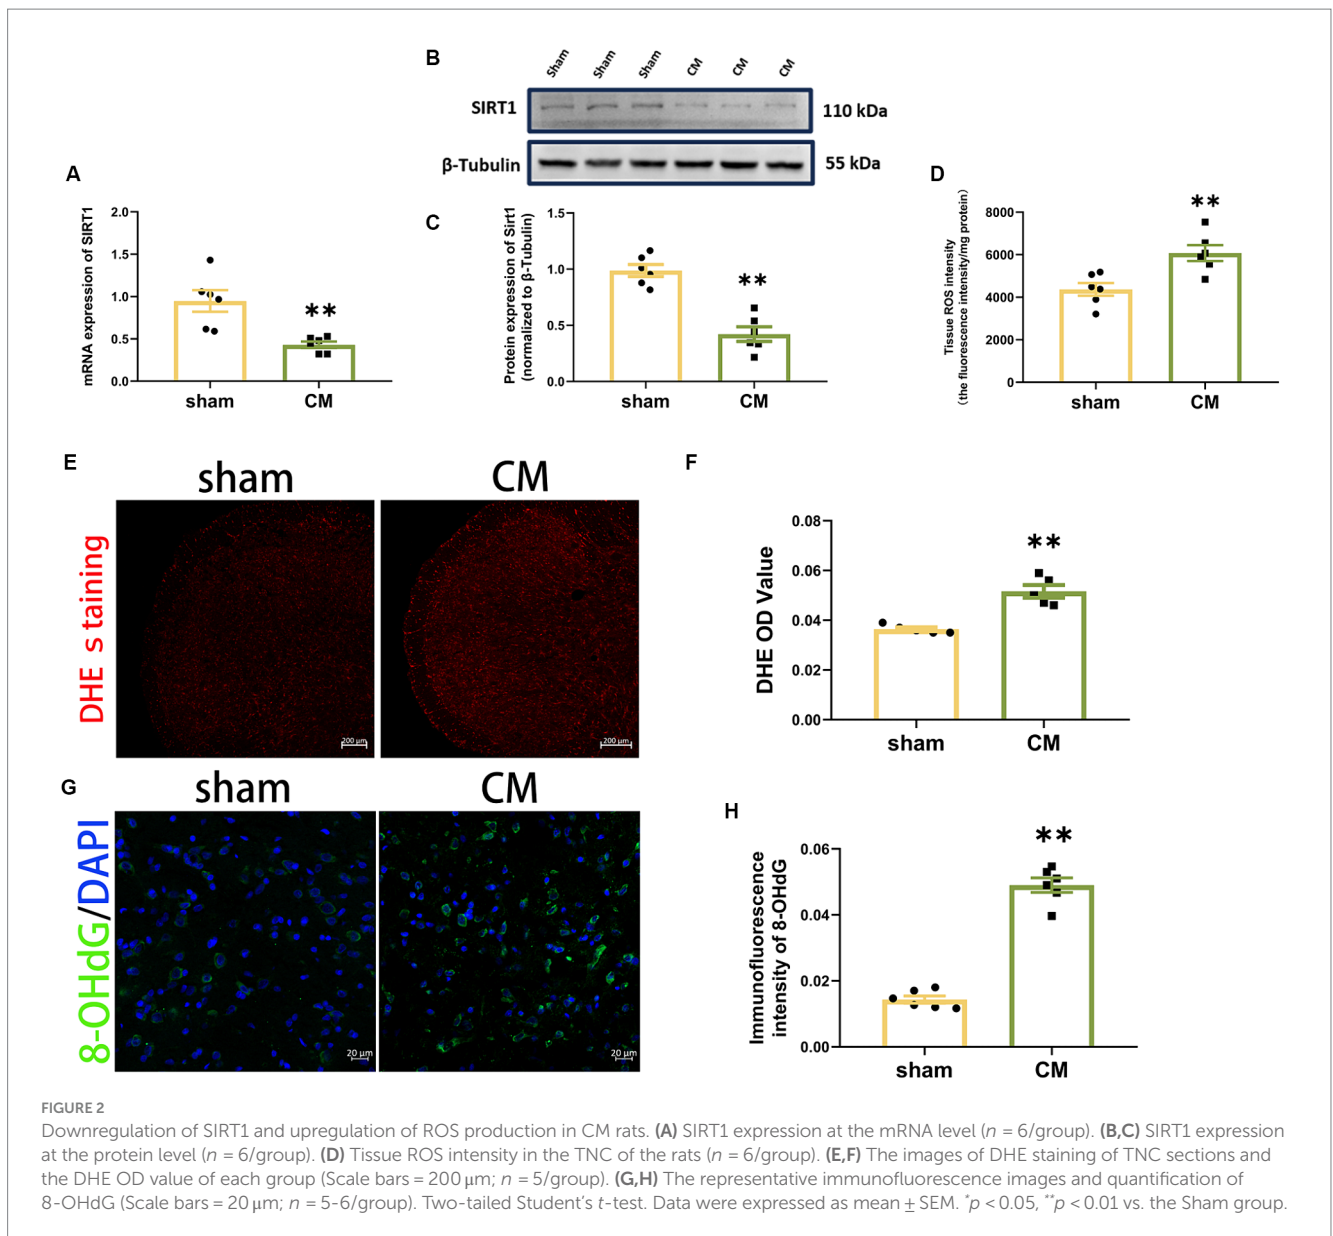 B
Sham
Sham
Sham
CM
CM
CM
SIRT1
110 kDa
β-Tubulin
55 kDa
A
mRNA expression of SIRT1
2.0
1.5
1.0
0.5
0.0
**
sham
CM
C
Protein expression of Sirt1
(normalized to β-Tubulin)
1.5
1.0
0.5
0.0
**
sham
CM
D
Tissue ROS intensity
(the fluorescence intensity/mg protein)
8000
6000
4000
2000
0
**
sham
CM
E
sham
CM
DHE staining
200 μm
200 μm
F
DHE OD Value
0.08
0.06
0.04
0.02
0.00
**
sham
CM
G
sham
CM
8-OHdG/DAPI
20 μm
20 μm
H
Immunofluorescence
intensity of 8-OHdG
0.06
0.04
0.02
0.00
**
sham
CM
FIGURE 2
Downregulation of SIRT1 and upregulation of ROS production in CM rats. (A) SIRT1 expression at the mRNA level (n = 6/group). (B,C) SIRT1 expression
at the protein level (n = 6/group). (D) Tissue ROS intensity in the TNC of the rats (n = 6/group). (E,F) The images of DHE staining of TNC sections and
the DHE OD value of each group (Scale bars = 200 μm; n = 5/group). (G,H) The representative immunofluorescence images and quantification of
8-OHdG (Scale bars = 20 μm; n = 5-6/group). Two-tailed Student's t-test. Data were expressed as mean ± SEM. *p < 0.05, **p < 0.01 vs. the Sham group.